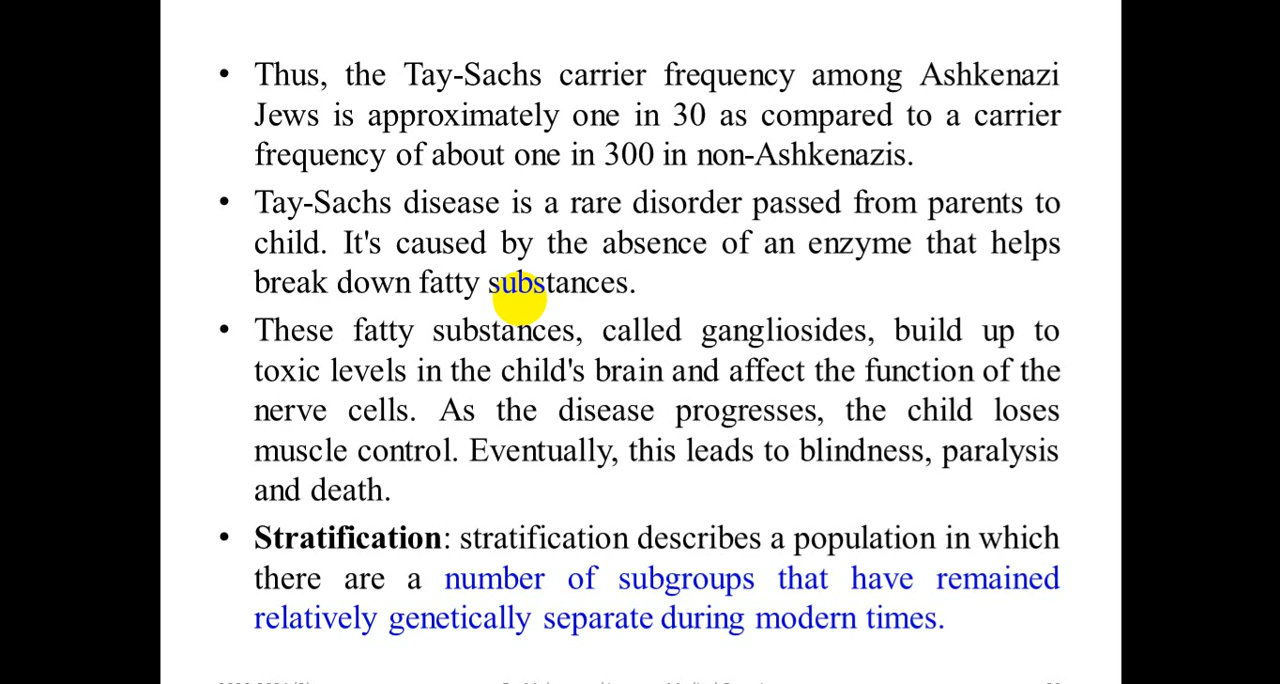 • Thus, the Tay-Sachs carrier frequency among Ashkenazi
Jews is approximately one in 30 as compared to a carrier
frequency of about one in 300 in non-Ashkenazis.
• Tay-Sachs disease is a rare disorder passed from parents to
child. It's caused by the absence of an enzyme that helps
break down fatty substances.
• These fatty substances, called gangliosides, build up to
toxic levels in the child's brain and affect the function of the
nerve cells. As the disease progresses, the child loses
muscle control. Eventually, this leads to blindness, paralysis
and death.
• Stratification: stratification describes a population in which
there are a number of subgroups that have remained
relatively genetically separate during modern times.